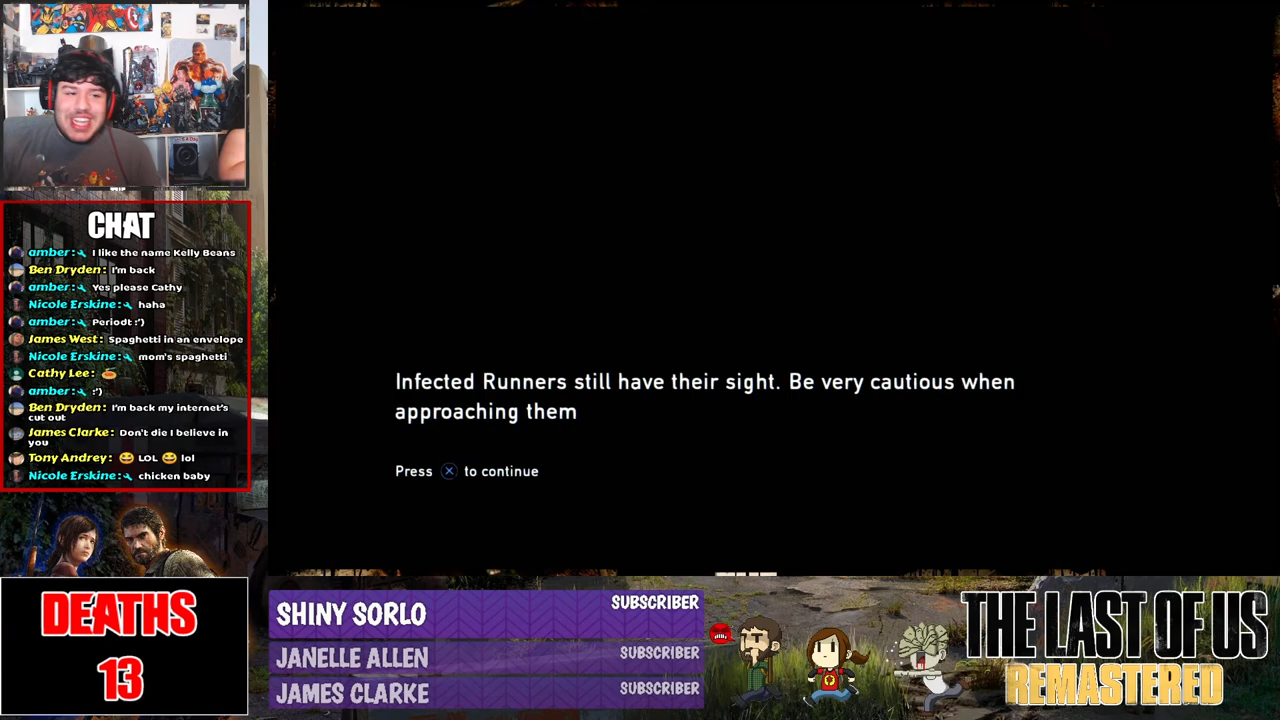 CHAT
amber: I like the name Kelly Beans
Ben Dryden: I'm back
amber: Yes please Cathy
Nicole Erskine: haha
amber: Periodt :')
James West: Spaghetti in an envelope
Nicole Erskine: mom's spaghetti
Cathy Lee: 🍝
amber: :')
Ben Dryden: I'm back my internet's
cut out
James Clarke: Don't die I believe in
you
Tony Andrey: 😂 LOL 😂 lol
Nicole Erskine: chicken baby
Infected Runners still have their sight. Be very cautious when
approaching them
Press ⓧ to continue
DEATHS
13
SHINY SORLO SUBSCRIBER
JANELLE ALLEN SUBSCRIBER
JAMES CLARKE SUBSCRIBER
THE LAST OF US
REMASTERED